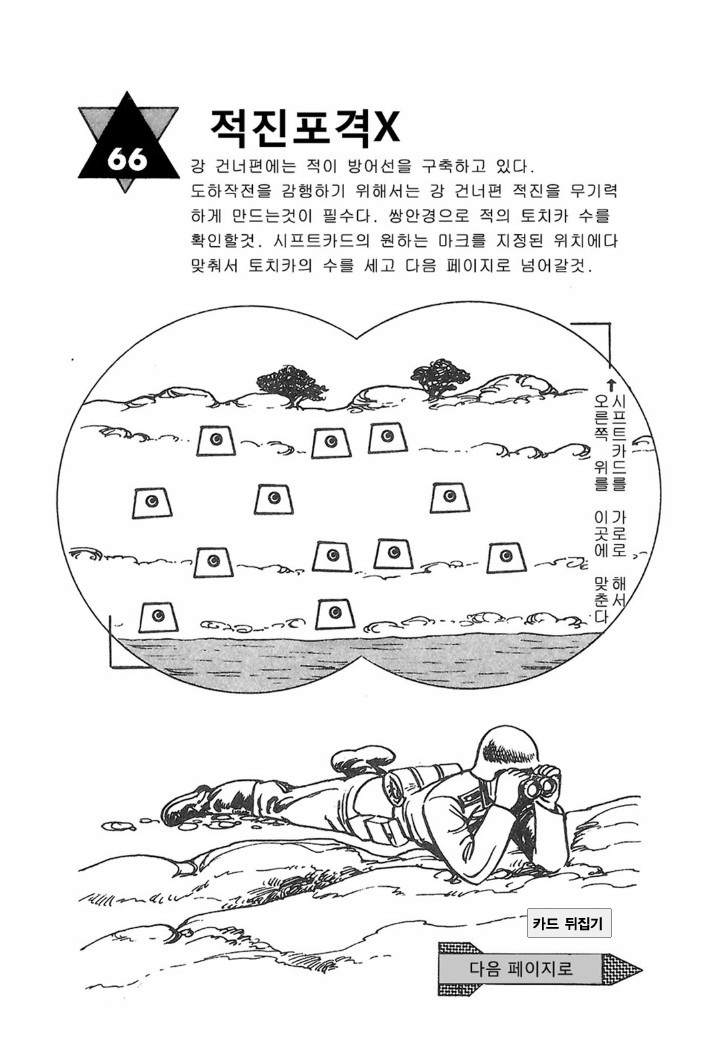 66
적진포격X
강 건너편에는 적이 방어선을 구축하고 있다.
도하작전을 감행하기 위해서는 강 건너편 적진을 무기력
하게 만드는것이 필수다. 쌍안경으로 적의 토치카 수를
확인할것. 시프트카드의 원하는 마크를 지정된 위치에다
맞춰서 토치카의 수를 세고 다음 페이지로 넘어갈것.
↑시프트카드를 가로로 해서
오른쪽 위를 이곳에 맞춘다
카드 뒤집기
다음 페이지로